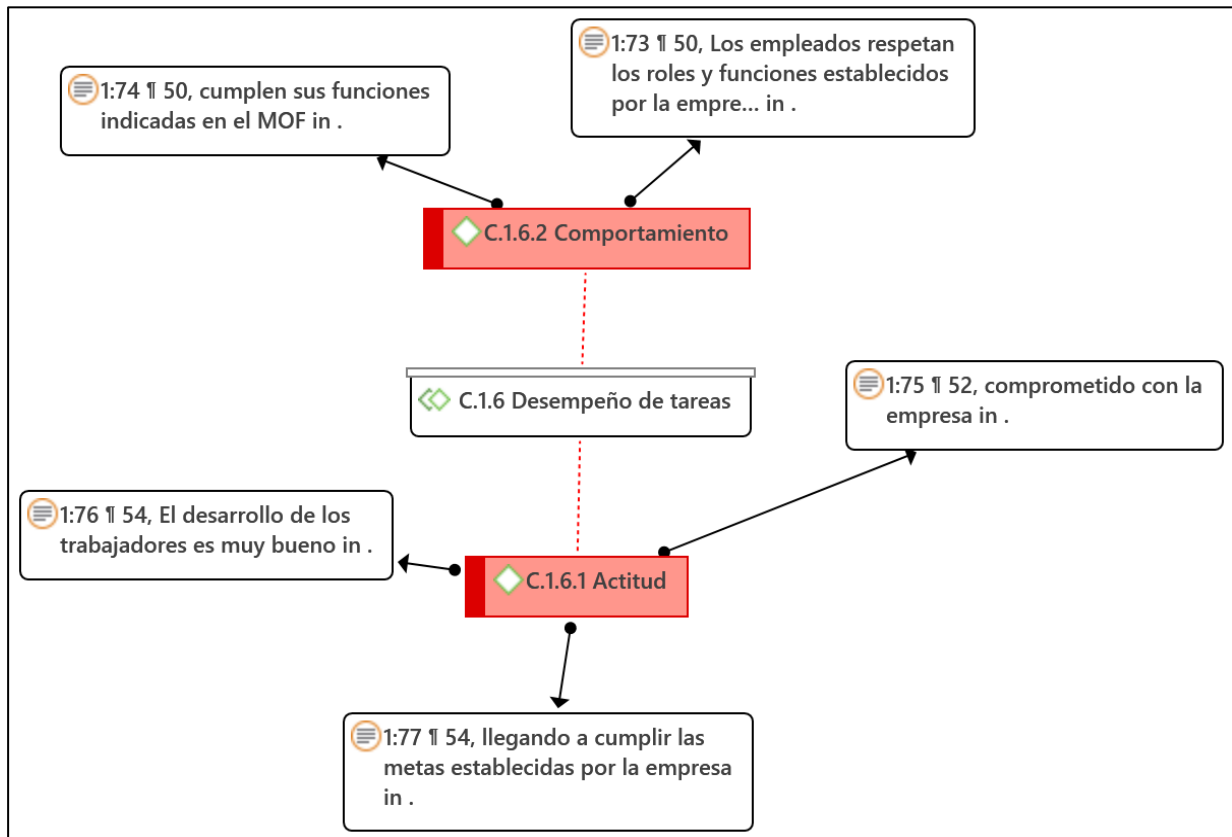 1:73 ¶ 50, Los empleados respetan
los roles y funciones establecidos
por la empre... in .
1:74 ¶ 50, cumplen sus funciones
indicadas en el MOF in .
C.1.6.2 Comportamiento
C.1.6 Desempeño de tareas
1:75 ¶ 52, comprometido con la
empresa in .
1:76 ¶ 54, El desarrollo de los
trabajadores es muy bueno in .
C.1.6.1 Actitud
1:77 ¶ 54, llegando a cumplir las
metas establecidas por la empresa
in .